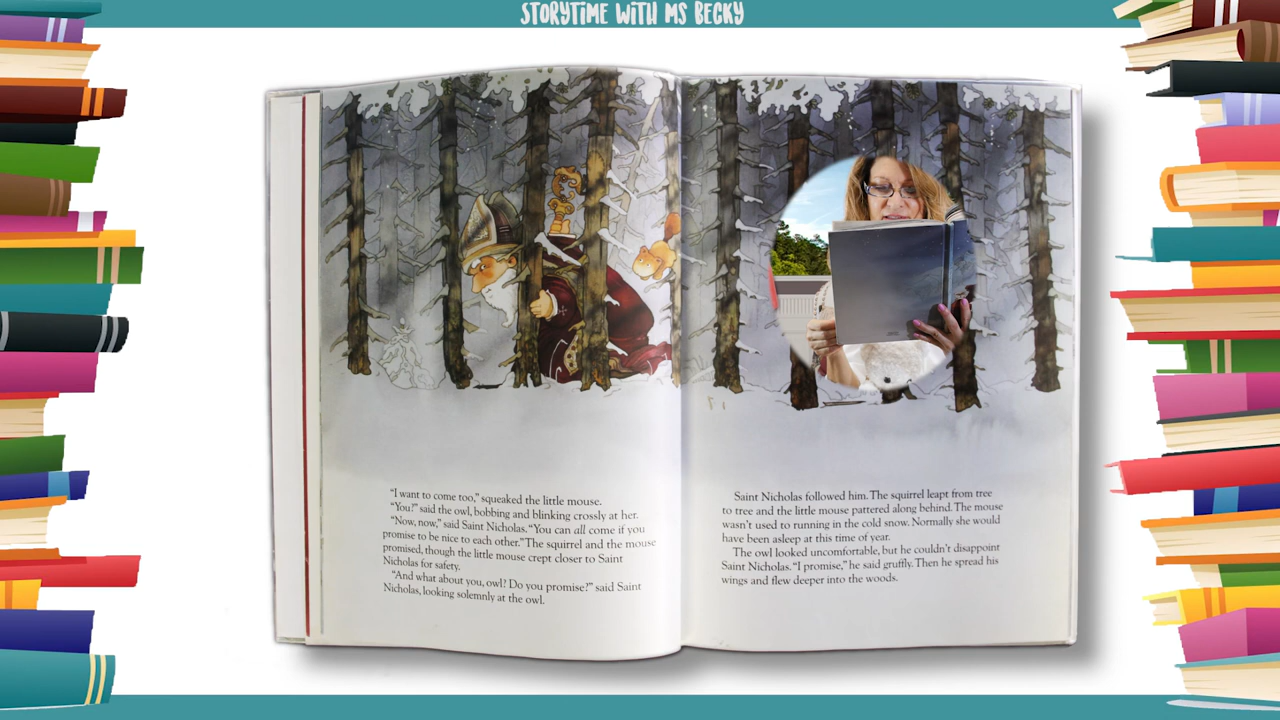 STORYTIME WITH MS BECKY
"I want to come too," squeaked the little mouse.
"You?" said the owl, bobbing and blinking crossly at her.
"Now, now," said Saint Nicholas. "You can all come if you
promise to be nice to each other." The squirrel and the mouse
promised, though the little mouse crept closer to Saint
Nicholas for safety.
"And what about you, owl? Do you promise?" said Saint
Nicholas, looking solemnly at the owl.
Saint Nicholas followed him. The squirrel leapt from tree
to tree and the little mouse pattered along behind. The mouse
wasn't used to running in the cold snow. Normally she would
have been asleep at this time of year.
The owl looked uncomfortable, but he couldn't disappoint
Saint Nicholas. "I promise," he said gruffly. Then he spread his
wings and flew deeper into the woods.